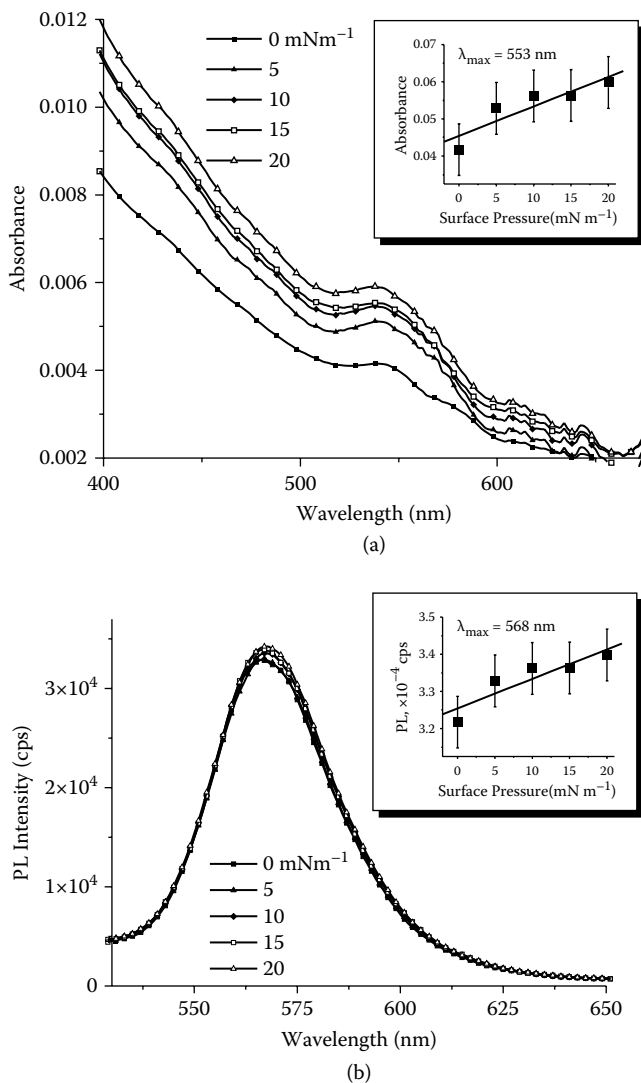 0.012
0.010
0.008
0.006
0.004
0.002
Absorbance
0 mNm⁻¹
5
10
15
20
0.07
0.06
0.05
0.04
Absorbance
λmax = 553 nm
0 5 10 15 20
Surface Pressure(mN m⁻¹)
400 500 600
Wavelength (nm)
(a)
3×10⁴
2×10⁴
1×10⁴
0
PL Intensity (cps)
0 mNm⁻¹
5
10
15
20
3.5
3.4
3.3
3.2
PL, ×10⁻⁴ cps
λmax = 568 nm
0 5 10 15 20
Surface Pressure(mN m⁻¹)
550 575 600 625 650
Wavelength (nm)
(b)